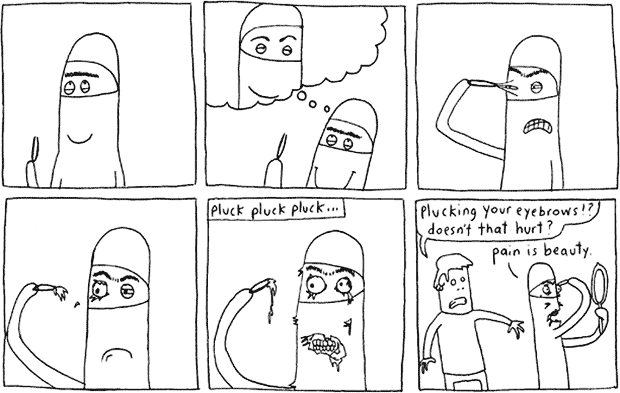 pluck pluck pluck...
Plucking your eyebrows!?
doesn't that hurt?
pain is beauty.